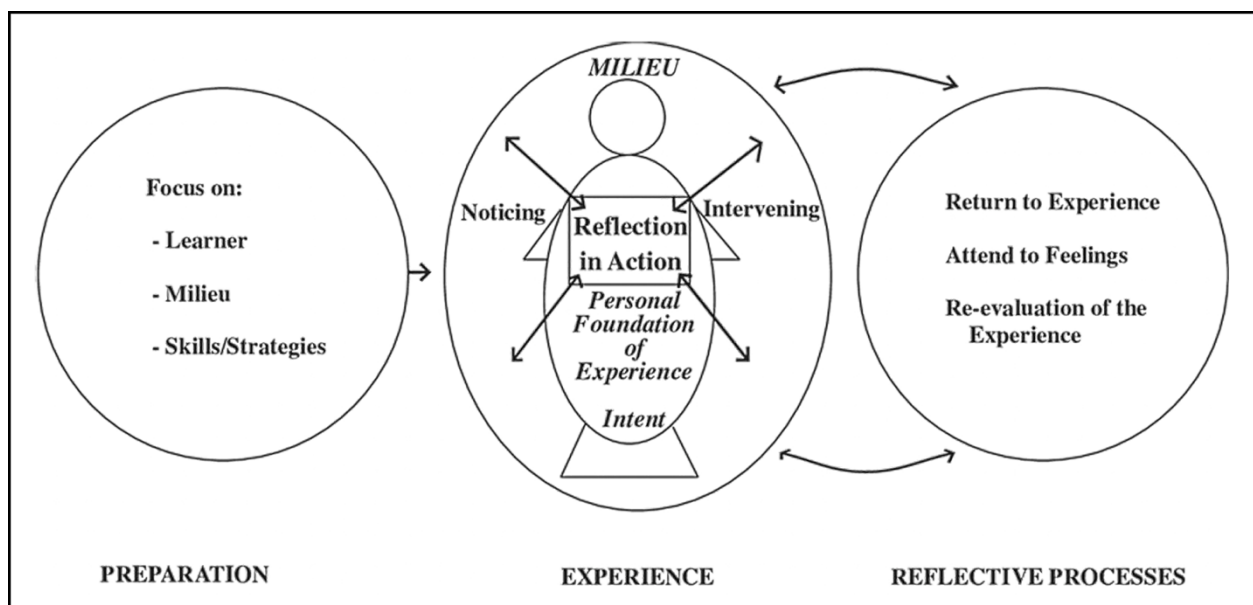 Focus on:
- Learner
- Milieu
- Skills/Strategies
PREPARATION
MILIEU
Noticing
Intervening
Reflection
in Action
Personal
Foundation
of
Experience
Intent
EXPERIENCE
Return to Experience
Attend to Feelings
Re-evaluation of the
Experience
REFLECTIVE PROCESSES